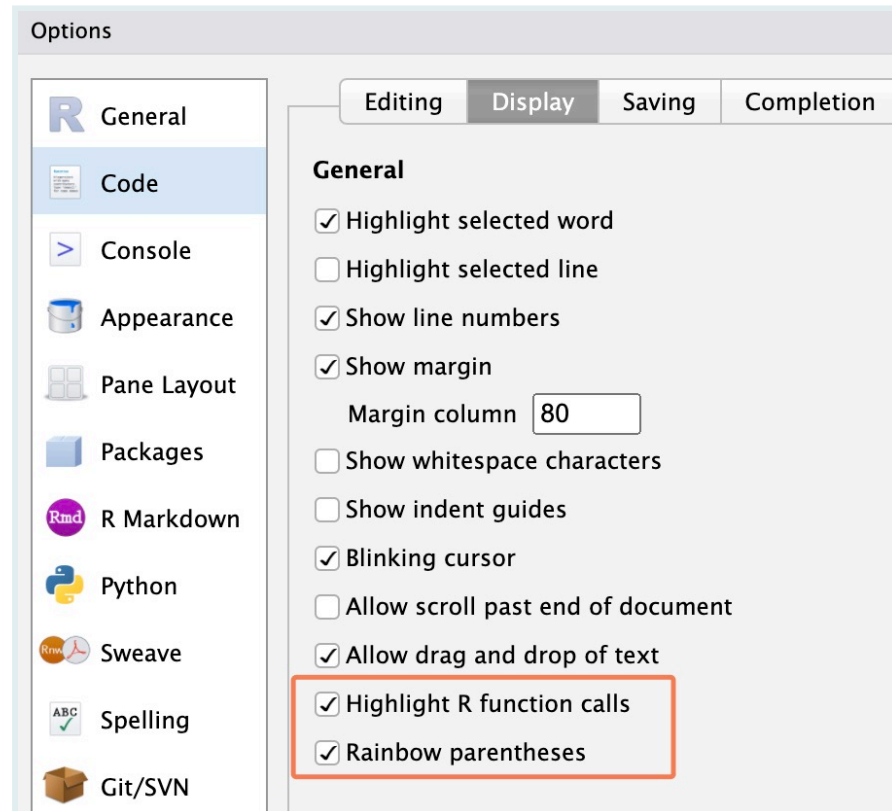 Options
General
Code
Console
Appearance
Pane Layout
Packages
Rmd R Markdown
Python
Rnw Sweave
ABC Spelling
Git/SVN
Editing Display Saving Completion
General
Highlight selected word
Highlight selected line
Show line numbers
Show margin
Margin column 80
Show whitespace characters
Show indent guides
Blinking cursor
Allow scroll past end of document
Allow drag and drop of text
Highlight R function calls
Rainbow parentheses